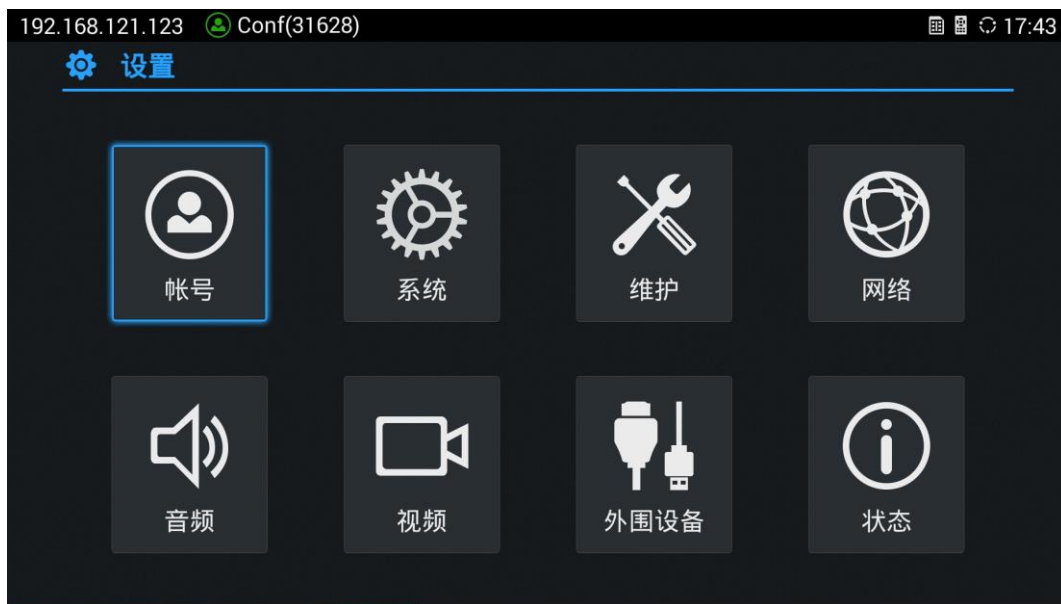 192.168.121.123 Conf(31628) 17:43
设置
帐号 系统 维护 网络
音频 视频 外围设备 状态